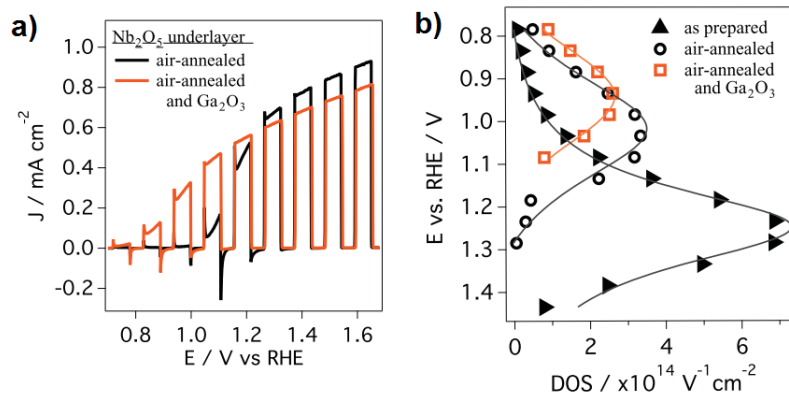 a)
Nb₂O₅ underlayer
air-annealed
air-annealed
and Ga₂O₃
1.0
0.8
0.6
0.4
0.2
0.0
-0.2
J / mA cm⁻²
0.8 1.0 1.2 1.4 1.6
E / V vs RHE
b)
as prepared
air-annealed
air-annealed
and Ga₂O₃
0.8
0.9
1.0
1.1
1.2
1.3
1.4
E vs. RHE / V
0 2 4 6
DOS / x10¹⁴ V⁻¹cm⁻²